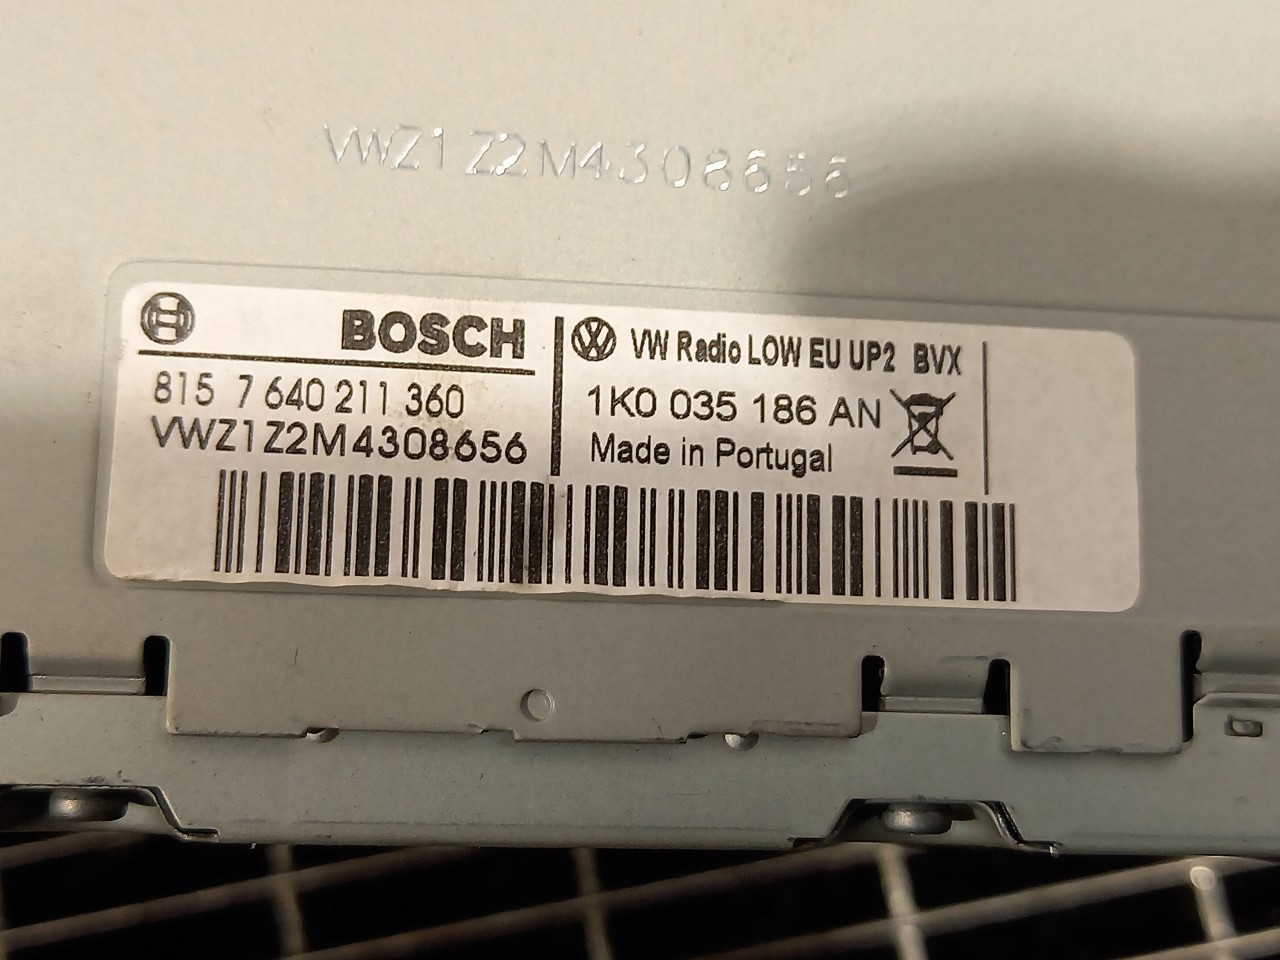 VWZ1Z2M4308656
BOSCH
815 7 640 211 360
VWZ1Z2M4308656
VW Radio LOW EU UP2 BVX
1K0 035 186 AN
Made in Portugal